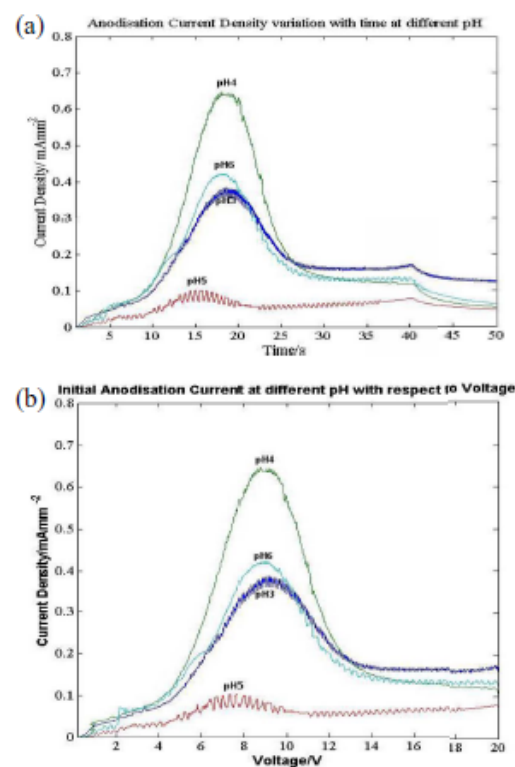 (a)
Anodisation Current Density variation with time at different pH
Current Density/ mAmm⁻²
0.8
0.7
0.6
0.5
0.4
0.3
0.2
0.1
0
pH4
pH6
pH3
pH5
5 10 15 20 25 30 35 40 45 50
Time/s
(b)
Initial Anodisation Current at different pH with respect to Voltage
Current Density/mAmm -2
0.8
0.7
0.6
0.5
0.4
0.3
0.2
0.1
0
pH4
pH6
pH3
pH5
2 4 6 8 10 12 14 16 18 20
Voltage/V